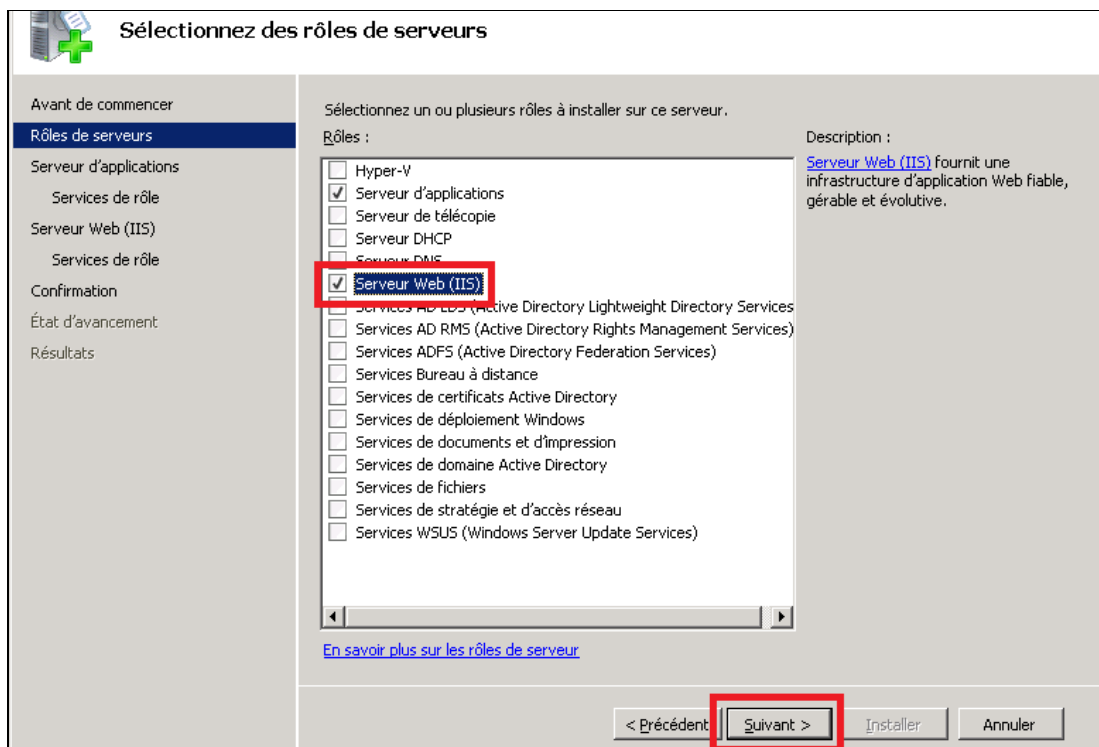 Sélectionnez des rôles de serveurs
Avant de commencer
Rôles de serveurs
Serveur d'applications
Services de rôle
Serveur Web (IIS)
Services de rôle
Confirmation
État d'avancement
Résultats
Sélectionnez un ou plusieurs rôles à installer sur ce serveur.
Rôles :
Hyper-V
Serveur d'applications
Serveur de télécopie
Serveur DHCP
Serveur DNS
Serveur Web (IIS)
Services AD LDS (Active Directory Lightweight Directory Services
Services AD RMS (Active Directory Rights Management Services)
Services ADFS (Active Directory Federation Services)
Services Bureau à distance
Services de certificats Active Directory
Services de déploiement Windows
Services de documents et d'impression
Services de domaine Active Directory
Services de fichiers
Services de stratégie et d'accès réseau
Services WSUS (Windows Server Update Services)
En savoir plus sur les rôles de serveur
Description :
Serveur Web (IIS) fournit une
infrastructure d'application Web fiable,
gérable et évolutive.
< Précédent
Suivant >
Installer
Annuler